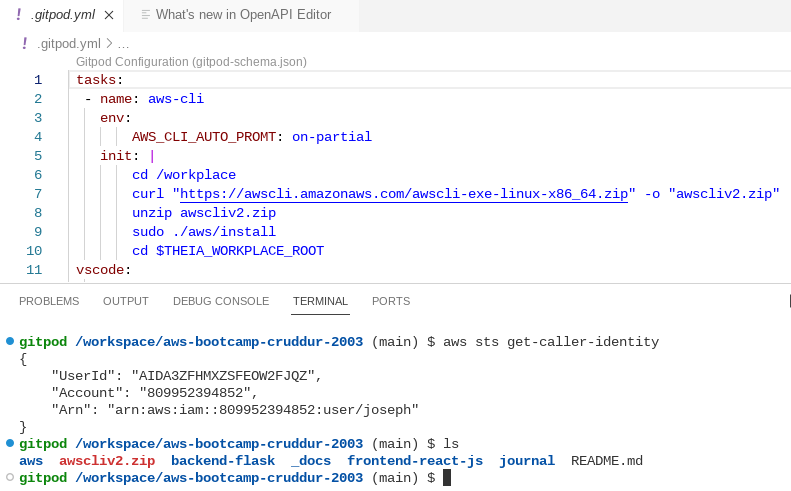 ! .gitpod.yml × What's new in OpenAPI Editor
! .gitpod.yml > ...
Gitpod Configuration (gitpod-schema.json)
1 tasks:
2 - name: aws-cli
3 env:
4 AWS_CLI_AUTO_PROMT: on-partial
5 init: |
6 cd /workplace
7 curl "https://awscli.amazonaws.com/awscli-exe-linux-x86_64.zip" -o "awscliv2.zip"
8 unzip awscliv2.zip
9 sudo ./aws/install
10 cd $THEIA_WORKPLACE_ROOT
11 vscode:
PROBLEMS OUTPUT DEBUG CONSOLE TERMINAL PORTS
gitpod /workspace/aws-bootcamp-cruddur-2003 (main) $ aws sts get-caller-identity
{
"UserId": "AIDA3ZFHMXZSFEOW2FJQZ",
"Account": "809952394852",
"Arn": "arn:aws:iam::809952394852:user/joseph"
}
gitpod /workspace/aws-bootcamp-cruddur-2003 (main) $ ls
aws awscliv2.zip backend-flask _docs frontend-react-js journal README.md
gitpod /workspace/aws-bootcamp-cruddur-2003 (main) $